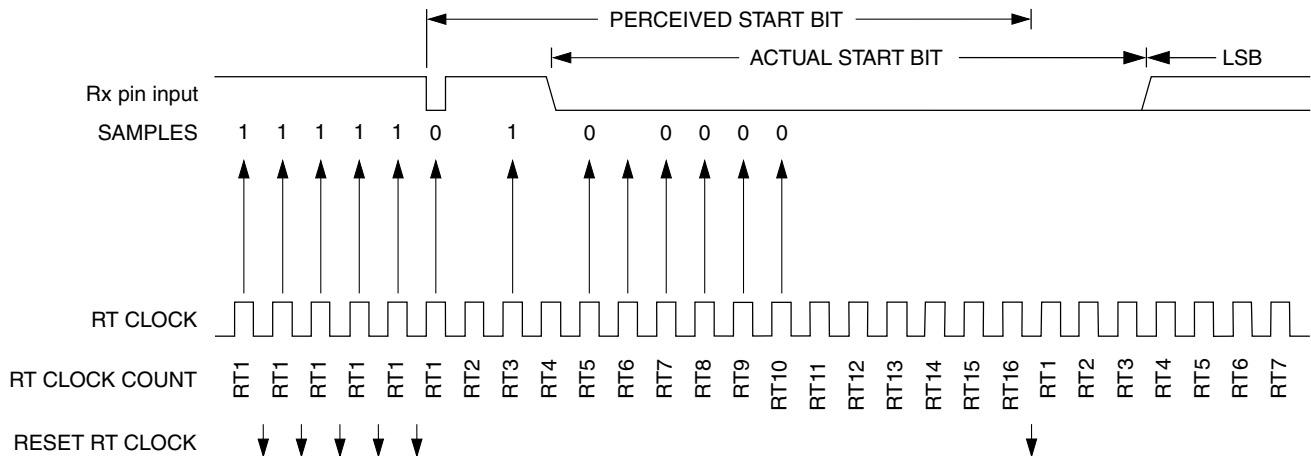 PERCEIVED START BIT
ACTUAL START BIT LSB
Rx pin input
SAMPLES 1 1 1 1 1 0 1 0 0 0 0 0
RT CLOCK
RT CLOCK COUNT RT1 RT1 RT1 RT1 RT1 RT1 RT2 RT3 RT4 RT5 RT6 RT7 RT8 RT9 RT10 RT11 RT12 RT13 RT14 RT15 RT16 RT1 RT2 RT3 RT4 RT5 RT6 RT7
RESET RT CLOCK